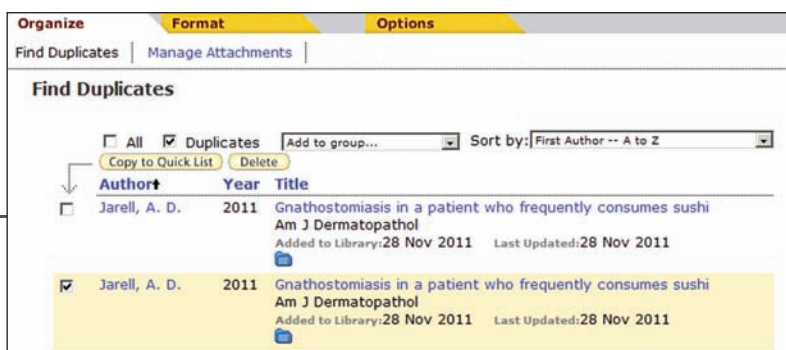 Organize Format Options
Find Duplicates Manage Attachments
Find Duplicates
All Duplicates Add to group... Sort by: First Author -- A to Z
Copy to Quick List Delete
Author Year Title
Jarell, A. D. 2011 Gnathostomiasis in a patient who frequently consumes sushi
Am J Dermatopathol
Added to Library:28 Nov 2011 Last Updated:28 Nov 2011
Jarell, A. D. 2011 Gnathostomiasis in a patient who frequently consumes sushi
Am J Dermatopathol
Added to Library:28 Nov 2011 Last Updated:28 Nov 2011